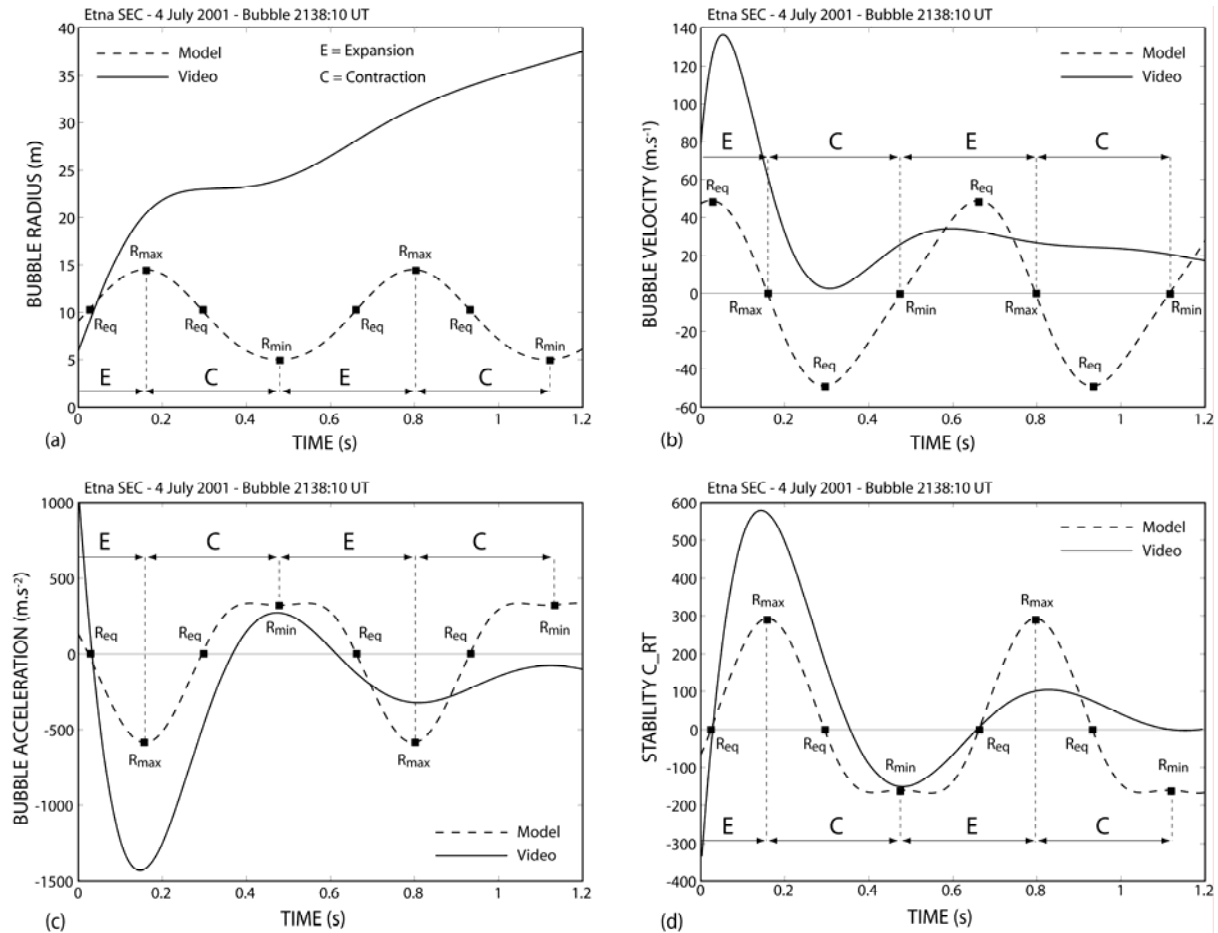 Etna SEC - 4 July 2001 - Bubble 2138:10 UT
40
35
30
25
20
15
10
5
0
BUBBLE RADIUS (m)
Model
Video
E = Expansion
C = Contraction
Rmax
Rmax
Req
Req
Rmin
Req
Req
Rmin
E
C
E
C
0 0.2 0.4 0.6 0.8 1 1.2
(a)
TIME (s)
Etna SEC - 4 July 2001 - Bubble 2138:10 UT
140
120
100
80
60
40
20
0
-20
-40
-60
BUBBLE VELOCITY (m.s-1)
Model
Video
E
C
E
C
Req
Req
Rmax
Rmin
Rmax
Rmin
Req
Req
0 0.2 0.4 0.6 0.8 1 1.2
(b)
TIME (s)
Etna SEC - 4 July 2001 - Bubble 2138:10 UT
1000
500
0
-500
-1000
-1500
BUBBLE ACCELERATION (m.s-2)
E
C
E
C
Req
Req
Rmin
Req
Req
Rmin
Rmax
Rmax
Model
Video
0 0.2 0.4 0.6 0.8 1 1.2
(c)
TIME (s)
Etna SEC - 4 July 2001 - Bubble 2138:10 UT
600
500
400
300
200
100
0
-100
-200
-300
-400
STABILITY C_RT
Model
Video
Rmax
Rmax
Req
Req
Req
Req
Rmin
Rmin
E
C
E
C
0 0.2 0.4 0.6 0.8 1 1.2
(d)
TIME (s)